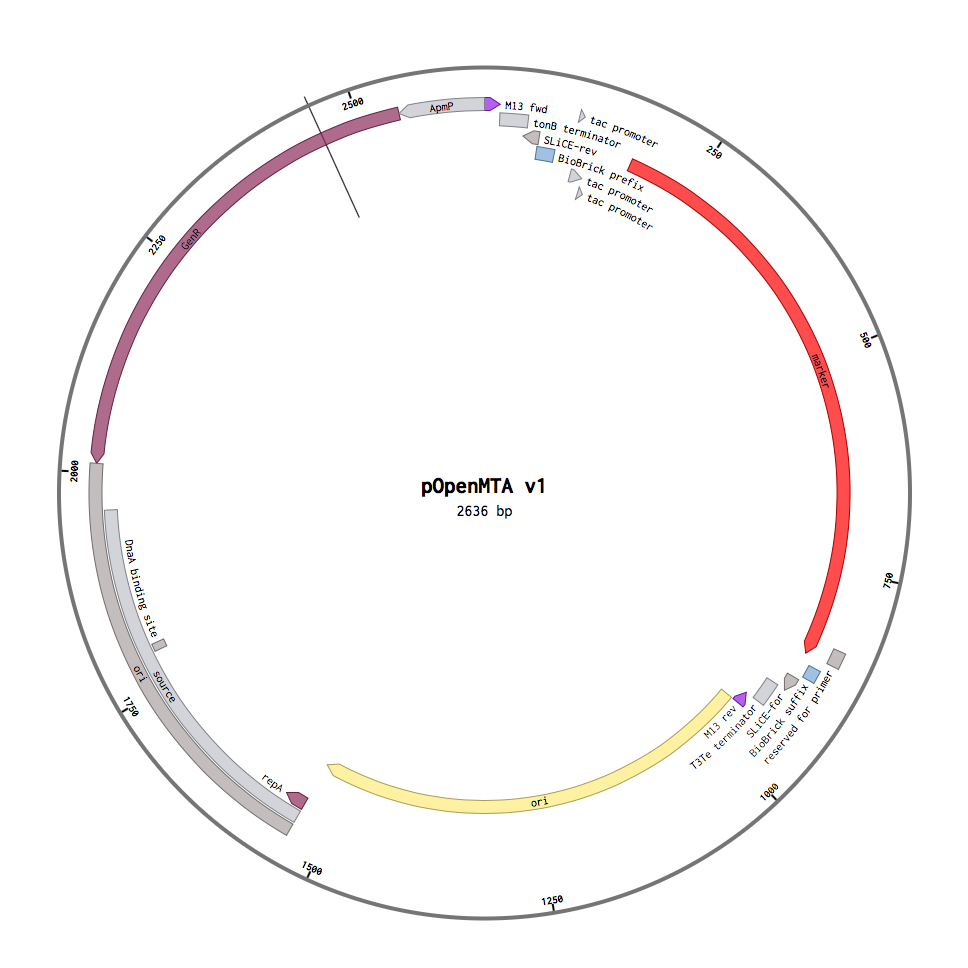 2500
ApmP
M13 fwd
tonB terminator
tac promoter
SLiCE-rev
BioBrick prefix
tac promoter
tac promoter
250
2250
GenR
500
marker
2000
pOpenMTA v1
2636 bp
750
DnaA binding site
ori
source
1750
repA
M13 rev
T3Te terminator
SLiCE-for
BioBrick suffix
reserved for primer
ori
1000
1500
1250